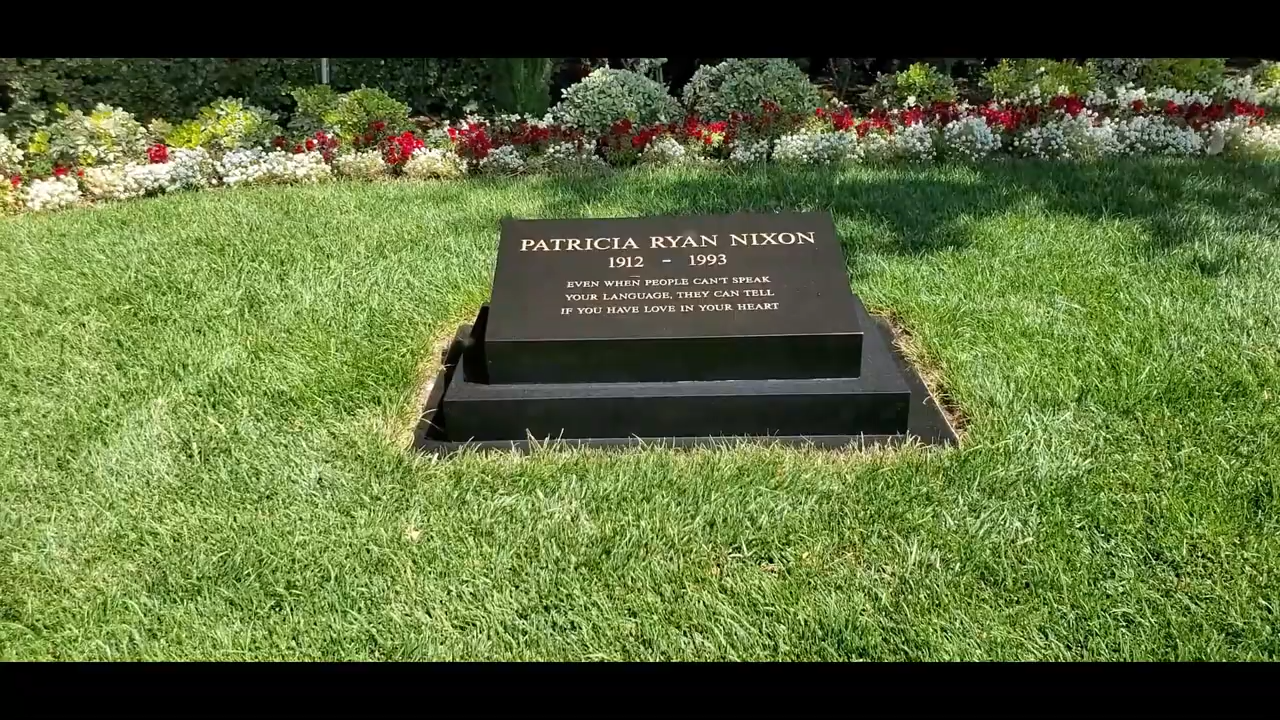 PATRICIA RYAN NIXON
1912 - 1993
EVEN WHEN PEOPLE CAN'T SPEAK
YOUR LANGUAGE, THEY CAN TELL
IF YOU HAVE LOVE IN YOUR HEART